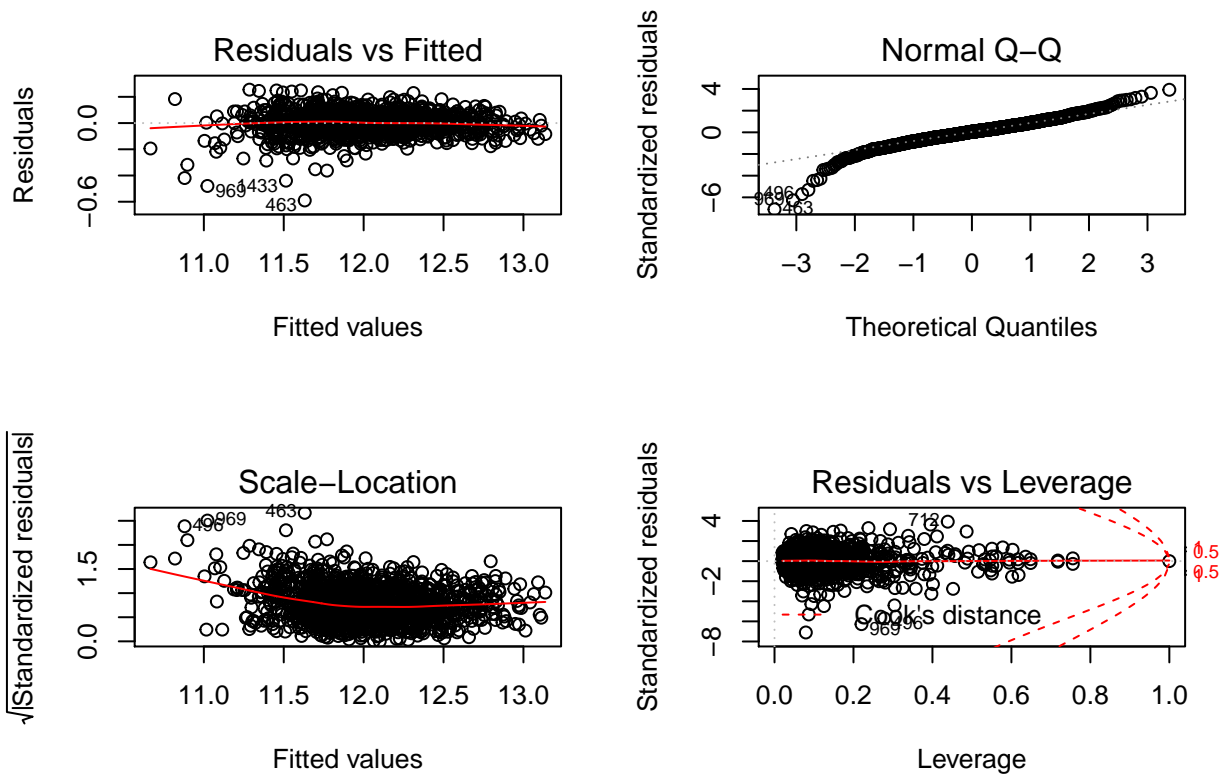 Residuals vs Fitted
Residuals
0.0
−0.6
969
1433
463
11.0 11.5 12.0 12.5 13.0
Fitted values
Normal Q−Q
Standardized residuals
4
0
−6
496
969
463
−3 −2 −1 0 1 2 3
Theoretical Quantiles
Scale−Location
√|Standardized residuals|
1.5
0.0
496
969
463
11.0 11.5 12.0 12.5 13.0
Fitted values
Residuals vs Leverage
Standardized residuals
4
−2
−8
712
Cook's distance
969
496
1
0.5
0.5
1
0.0 0.2 0.4 0.6 0.8 1.0
Leverage